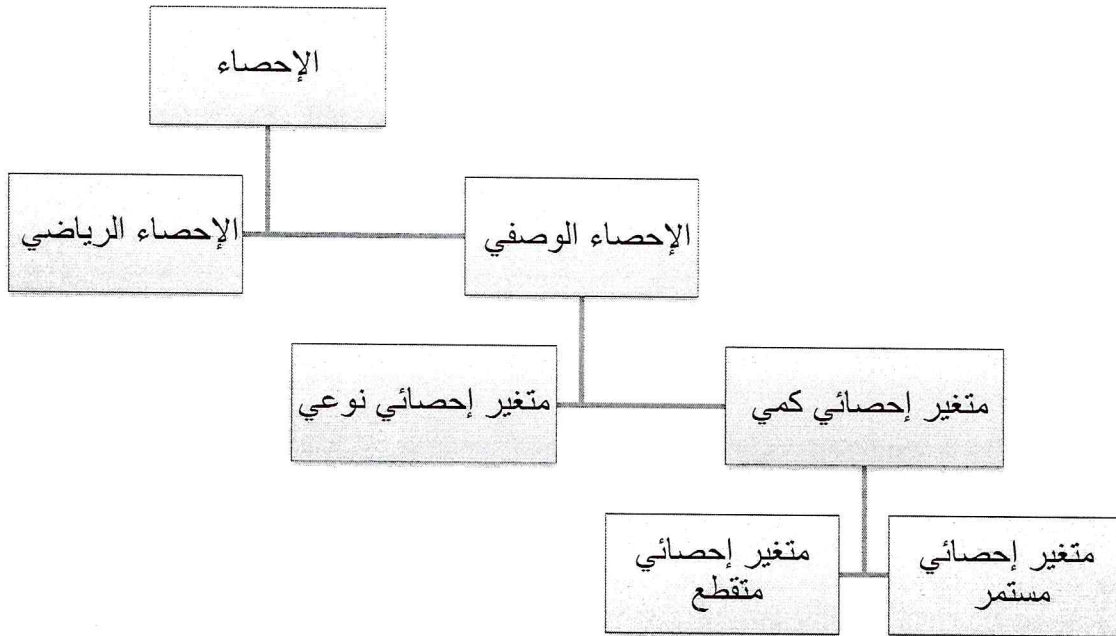 الإحصاء
الإحصاء الوصفي
الإحصاء الرياضي
متغير إحصائي كمي
متغير إحصائي نوعي
متغير إحصائي
مستمر
متغير إحصائي
متقطع